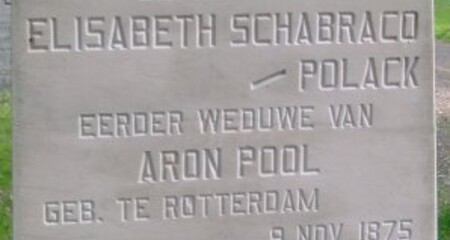 ELISABETH SCHABRACQ
— POLACK
EERDER WEDUWE VAN
ARON POOL
GEB. TE ROTTERDAM
9 NOV. 1875